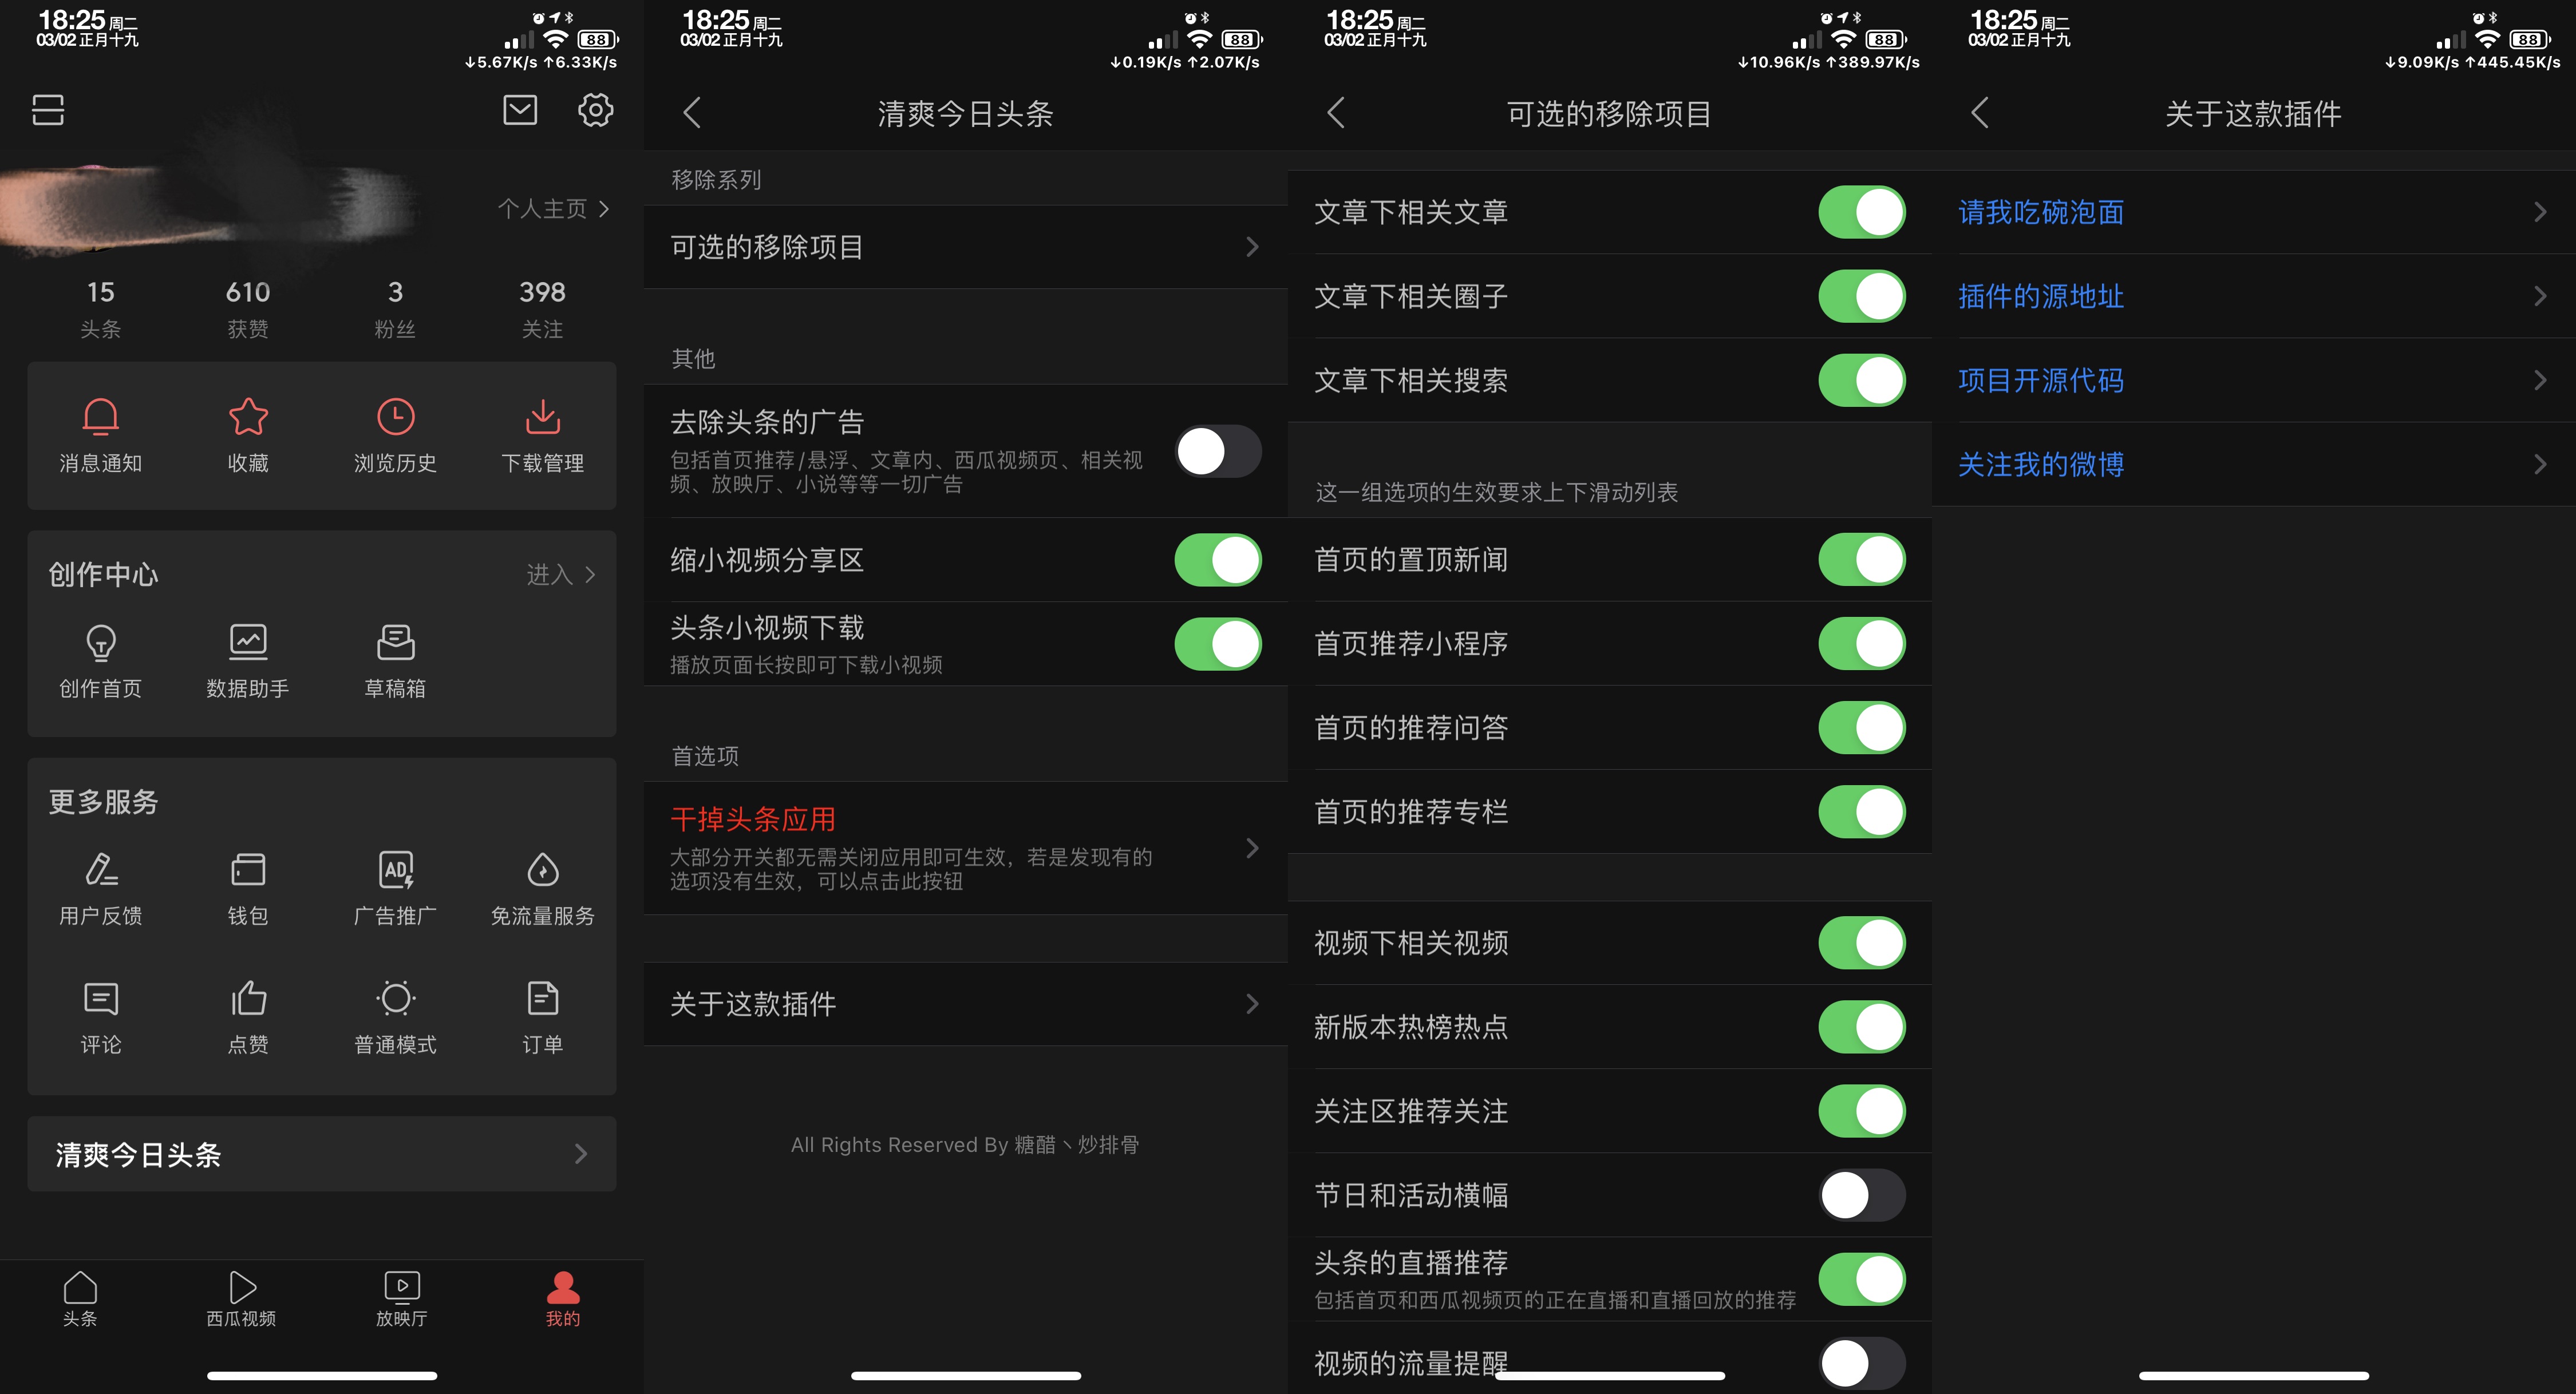 18:25 周二
03/02 正月十九
88
↓5.67K/s ↑6.33K/s
个人主页
15
610
3
398
头条
获赞
粉丝
关注
消息通知
收藏
浏览历史
下载管理
创作中心
进入
创作首页
数据助手
草稿箱
更多服务
AD
用户反馈
钱包
广告推广
免流量服务
评论
点赞
普通模式
订单
清爽今日头条
头条
西瓜视频
放映厅
我的
18:25 周二
03/02 正月十九
88
↓0.19K/s ↑2.07K/s
清爽今日头条
移除系列
可选的移除项目
其他
去除头条的广告
包括首页推荐/悬浮、文章内、西瓜视频页、相关视
频、放映厅、小说等等一切广告
缩小视频分享区
头条小视频下载
播放页面长按即可下载小视频
首选项
干掉头条应用
大部分开关都无需关闭应用即可生效，若是发现有的
选项没有生效，可以点击此按钮
关于这款插件
All Rights Reserved By 糖醋丶炒排骨
18:25 周二
03/02 正月十九
88
↓10.96K/s ↑389.97K/s
可选的移除项目
文章下相关文章
文章下相关圈子
文章下相关搜索
这一组选项的生效要求上下滑动列表
首页的置顶新闻
首页推荐小程序
首页的推荐问答
首页的推荐专栏
视频下相关视频
新版本热榜热点
关注区推荐关注
节日和活动横幅
头条的直播推荐
包括首页和西瓜视频页的正在直播和直播回放的推荐
视频的流量提醒
18:25 周二
03/02 正月十九
88
↓9.09K/s ↑445.45K/s
关于这款插件
请我吃碗泡面
插件的源地址
项目开源代码
关注我的微博